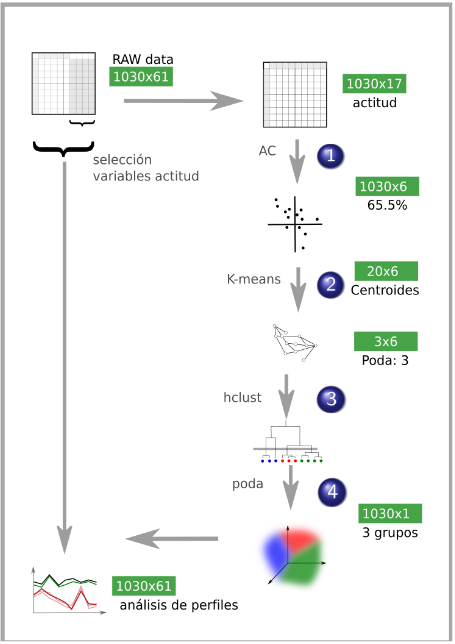 RAW data
1030x61
1030x17
actitud
selección
variables actitud
AC
1
1030x6
65.5%
K-means
2
20x6
Centroides
3x6
Poda: 3
hclust
3
poda
4
1030x1
3 grupos
1030x61
análisis de perfiles